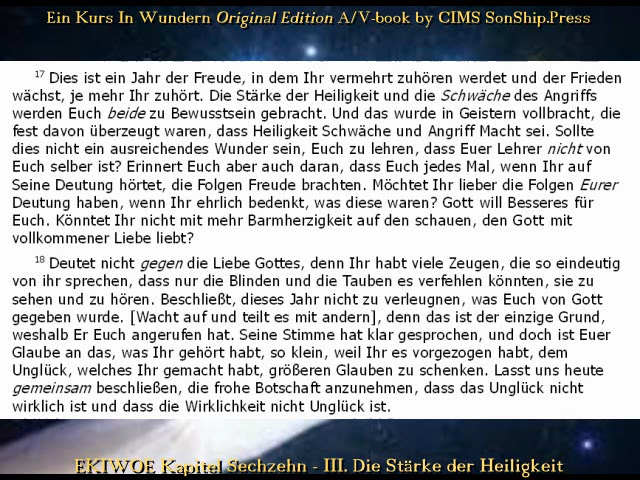 Ein Kurs In Wundern Original Edition A/V-book by CIMS SonShip.Press
17 Dies ist ein Jahr der Freude, in dem Ihr vermehrt zuhören werdet und der Frieden
wächst, je mehr Ihr zuhört. Die Stärke der Heiligkeit und die Schwäche des Angriffs
werden Euch beide zu Bewusstsein gebracht. Und das wurde in Geistern vollbracht, die
fest davon überzeugt waren, dass Heiligkeit Schwäche und Angriff Macht sei. Sollte
dies nicht ein ausreichendes Wunder sein, Euch zu lehren, dass Euer Lehrer nicht von
Euch selber ist? Erinnert Euch aber auch daran, dass Euch jedes Mal, wenn Ihr auf
Seine Deutung hörtet, die Folgen Freude brachten. Möchtet Ihr lieber die Folgen Eurer
Deutung haben, wenn Ihr ehrlich bedenkt, was diese waren? Gott will Besseres für
Euch. Könntet Ihr nicht mit mehr Barmherzigkeit auf den schauen, den Gott mit
vollkommener Liebe liebt?
18 Deutet nicht gegen die Liebe Gottes, denn Ihr habt viele Zeugen, die so eindeutig
von ihr sprechen, dass nur die Blinden und die Tauben es verfehlen könnten, sie zu
sehen und zu hören. Beschließt, dieses Jahr nicht zu verleugnen, was Euch von Gott
gegeben wurde. [Wacht auf und teilt es mit andern], denn das ist der einzige Grund,
weshalb Er Euch angerufen hat. Seine Stimme hat klar gesprochen, und doch ist Euer
Glaube an das, was Ihr gehört habt, so klein, weil Ihr es vorgezogen habt, dem
Unglück, welches Ihr gemacht habt, größeren Glauben zu schenken. Lasst uns heute
gemeinsam beschließen, die frohe Botschaft anzunehmen, dass das Unglück nicht
wirklich ist und dass die Wirklichkeit nicht Unglück ist.
EKIWOE Kapitel Sechzehn - III. Die Stärke der Heiligkeit